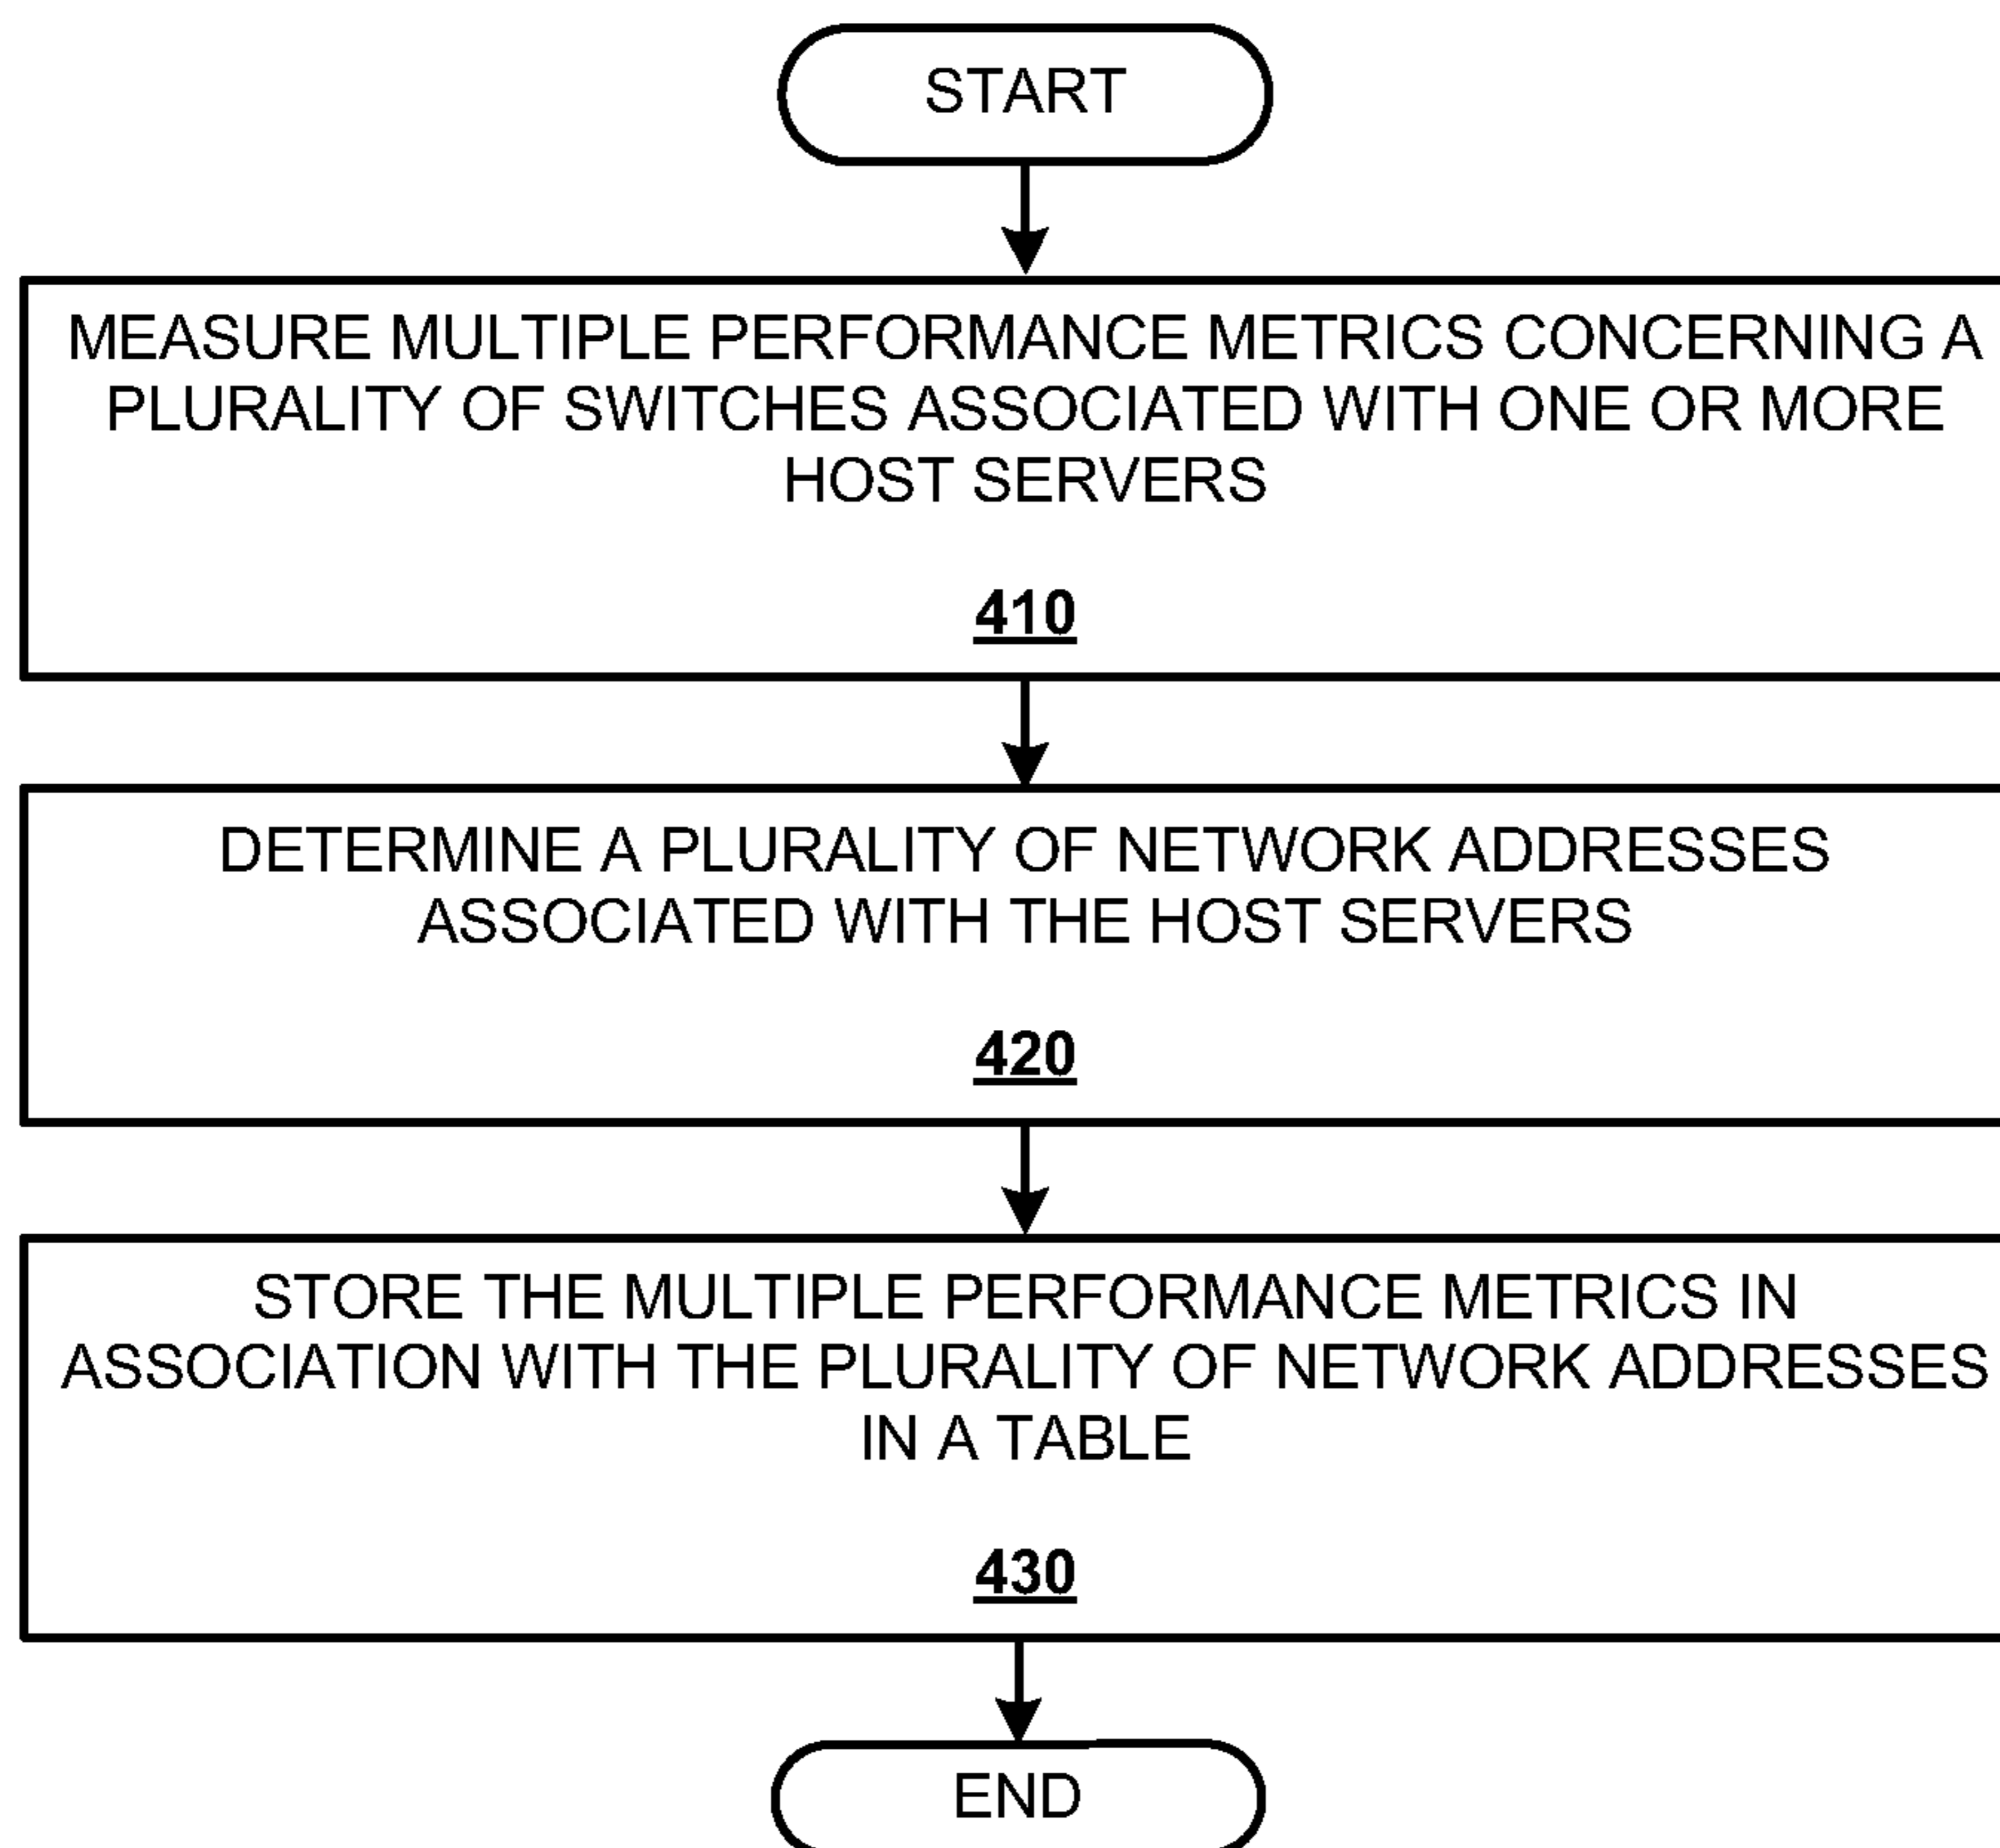 START
MEASURE MULTIPLE PERFORMANCE METRICS CONCERNING A
PLURALITY OF SWITCHES ASSOCIATED WITH ONE OR MORE
HOST SERVERS
410
DETERMINE A PLURALITY OF NETWORK ADDRESSES
ASSOCIATED WITH THE HOST SERVERS
420
STORE THE MULTIPLE PERFORMANCE METRICS IN
ASSOCIATION WITH THE PLURALITY OF NETWORK ADDRESSES
IN A TABLE
430
END